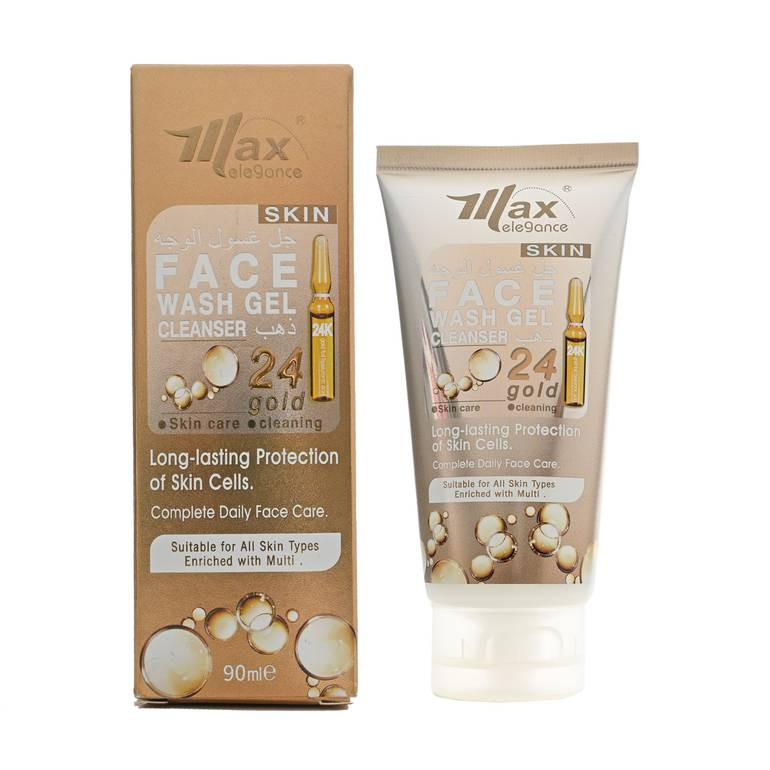 Max®
elegance
SKIN
جل غسول الوجه
FACE
WASH GEL
CLEANSER ذهب
24K
24
gold
•Skin care •cleaning
Long-lasting Protection
of Skin Cells.
Complete Daily Face Care.
Suitable for All Skin Types
Enriched with Multi .
90ml℮
Max®
elegance
SKIN
جل غسول الوجه
FACE
WASH GEL
CLEANSER ذهب
24K
24
gold
•Skin care •cleaning
Long-lasting Protection
of Skin Cells.
Complete Daily Face Care.
Suitable for All Skin Types
Enriched with Multi .